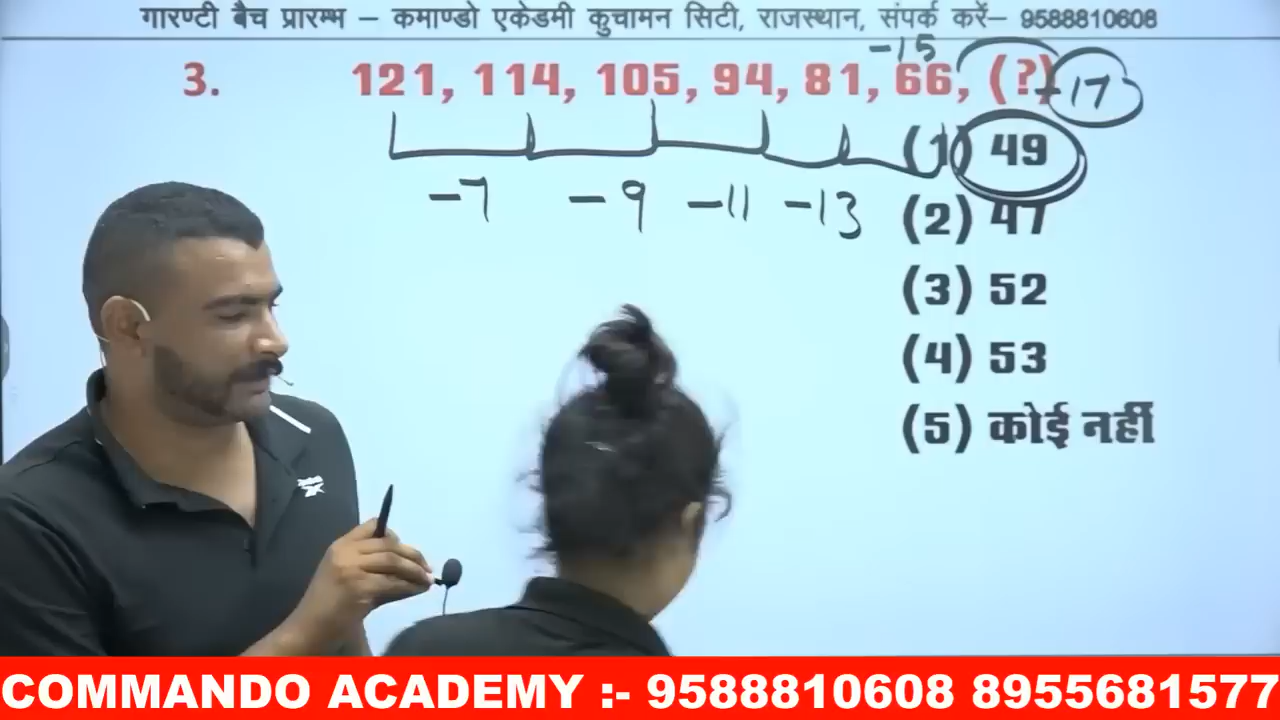 गारण्टी बैच प्रारम्भ – कमाण्डो एकेडमी कुचामन सिटी, राजस्थान, संपर्क करें– 9588810608
-15
3. 121, 114, 105, 94, 81, 66, (?)
-17
(1) 49
-7 -9 -11 -13
(2) 47
(3) 52
(4) 53
(5) कोई नहीं
Reebok
COMMANDO ACADEMY :- 9588810608 8955681577